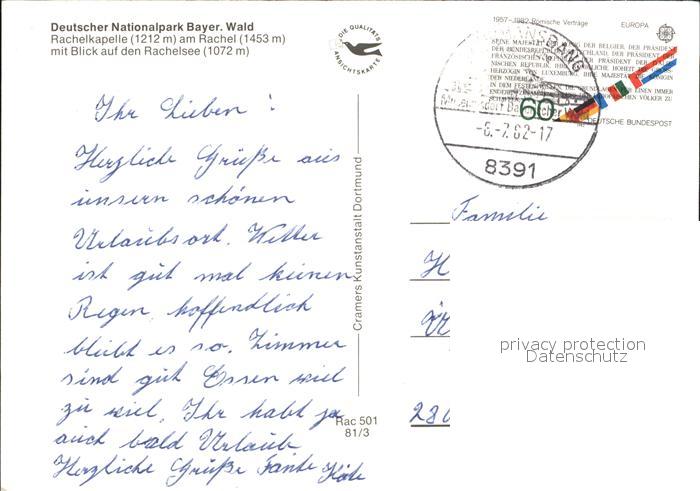 Deutscher Nationalpark Bayer. Wald
Rachelkapelle (1212 m) am Rachel (1453 m)
mit Blick auf den Rachelsee (1072 m)
DIE QUALITÄTS
ANSICHTSKARTE
1957–1982 Römische Verträge EUROPA
60
DEUTSCHE BUNDESPOST
-6.-7.82-17
8391
Ihr Lieben!
Herzliche Grüße aus
unsern schönen
Urlaubsort. Wetter
ist gut mal keinen
Regen, hoffendlich
bleibt es so. Zimmer
sind gut Essen viel
zu viel, Ihr habt ja
auch bald Urlaub
Herzliche Grüße Tante
Cramers Kunstanstalt Dortmund
Rac 501
81/3
Familie
H
280
privacy protection
Datenschutz